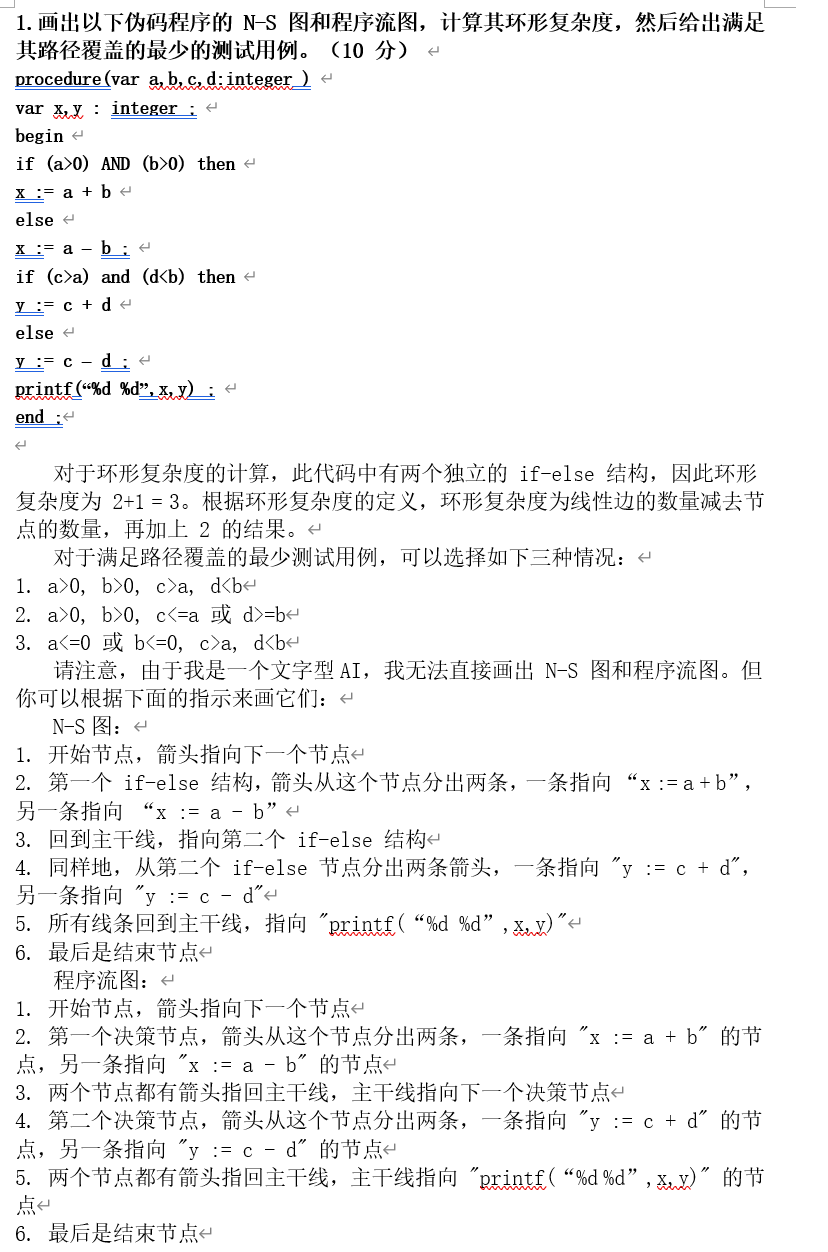 1.画出以下伪码程序的 N-S 图和程序流图，计算其环形复杂度，然后给出满足
其路径覆盖的最少的测试用例。（10 分）
procedure(var a,b,c,d:integer )
var x,y : integer ;
begin
if (a>0) AND (b>0) then
x := a + b
else
x := a – b ;
if (c>a) and (d<b) then
y := c + d
else
y := c – d ;
printf(“%d %d”,x,y) ;
end ;
对于环形复杂度的计算，此代码中有两个独立的 if-else 结构，因此环形
复杂度为 2+1 = 3。根据环形复杂度的定义，环形复杂度为线性边的数量减去节
点的数量，再加上 2 的结果。
对于满足路径覆盖的最少测试用例，可以选择如下三种情况：
1. a>0, b>0, c>a, d<b
2. a>0, b>0, c<=a 或 d>=b
3. a<=0 或 b<=0, c>a, d<b
请注意，由于我是一个文字型AI，我无法直接画出 N-S 图和程序流图。但
你可以根据下面的指示来画它们：
N-S图：
1. 开始节点，箭头指向下一个节点
2. 第一个 if-else 结构，箭头从这个节点分出两条，一条指向 “x := a + b”，
另一条指向 “x := a - b”
3. 回到主干线，指向第二个 if-else 结构
4. 同样地，从第二个 if-else 节点分出两条箭头，一条指向 "y := c + d"，
另一条指向 "y := c - d"
5. 所有线条回到主干线，指向 "printf(“%d %d”,x,y)"
6. 最后是结束节点
程序流图：
1. 开始节点，箭头指向下一个节点
2. 第一个决策节点，箭头从这个节点分出两条，一条指向 "x := a + b" 的节
点，另一条指向 "x := a - b" 的节点
3. 两个节点都有箭头指回主干线，主干线指向下一个决策节点
4. 第二个决策节点，箭头从这个节点分出两条，一条指向 "y := c + d" 的节
点，另一条指向 "y := c - d" 的节点
5. 两个节点都有箭头指回主干线，主干线指向 "printf(“%d %d”,x,y)" 的节
点
6. 最后是结束节点